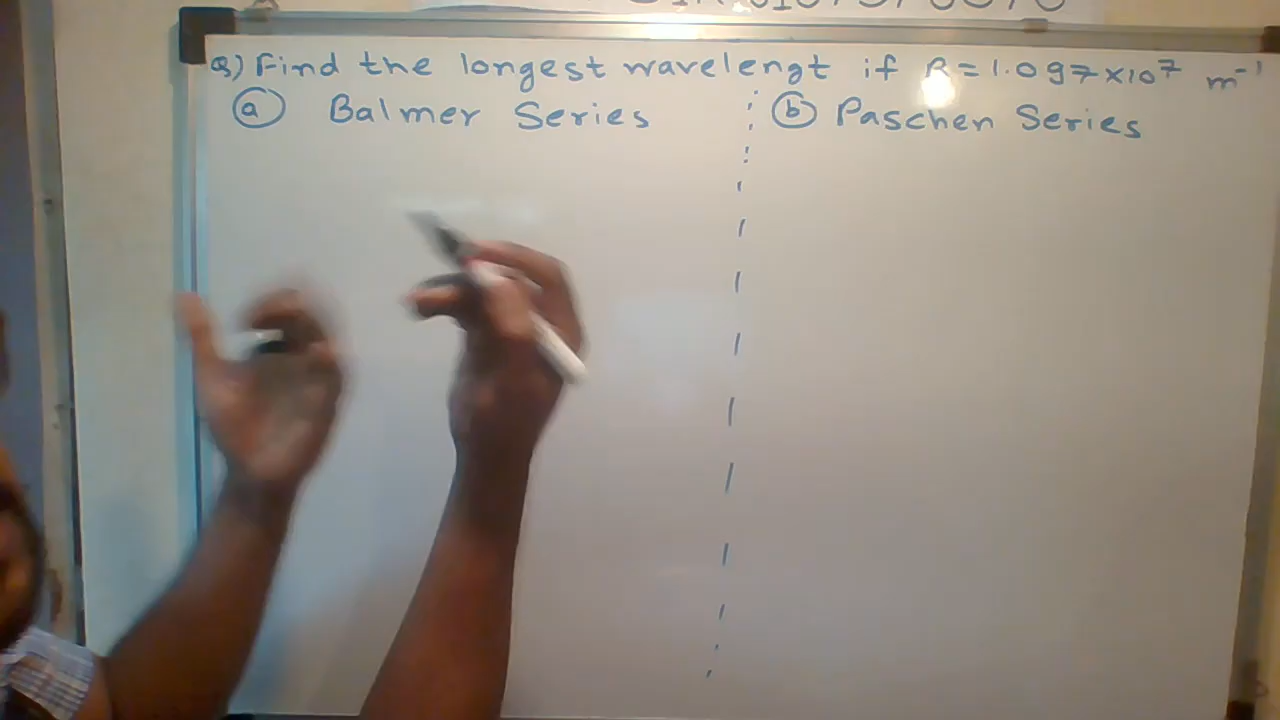 Q) Find the longest wavelengt if R = 1.097×10⁷ m⁻¹
ⓐ Balmer Series
ⓑ Paschen Series